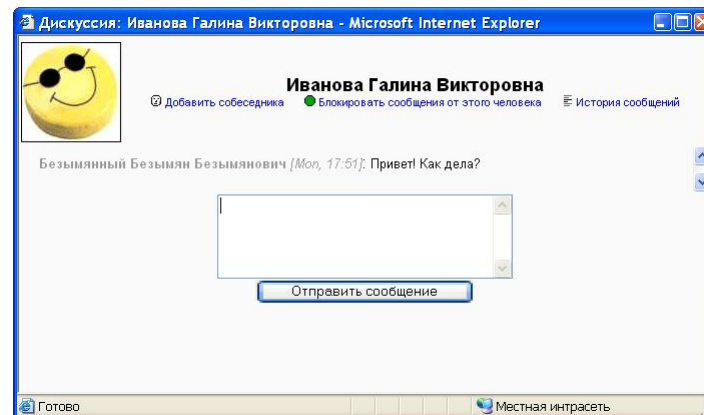 Дискуссия: Иванова Галина Викторовна - Microsoft Internet Explorer
Иванова Галина Викторовна
Добавить собеседника Блокировать сообщения от этого человека История сообщений
Безымянный Безымян Безымянович [Mon, 17:51]: Привет! Как дела?
Отправить сообщение
Готово Местная интрасеть